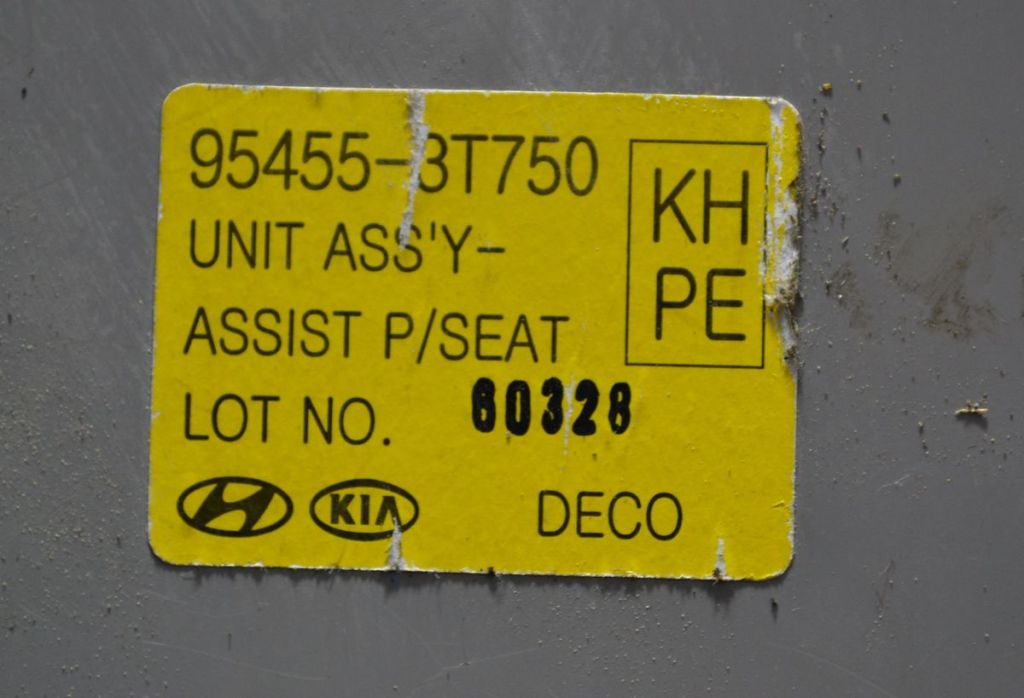 95455-3T750
KH
PE
UNIT ASS'Y-
ASSIST P/SEAT
LOT NO. 60328
KIA
DECO